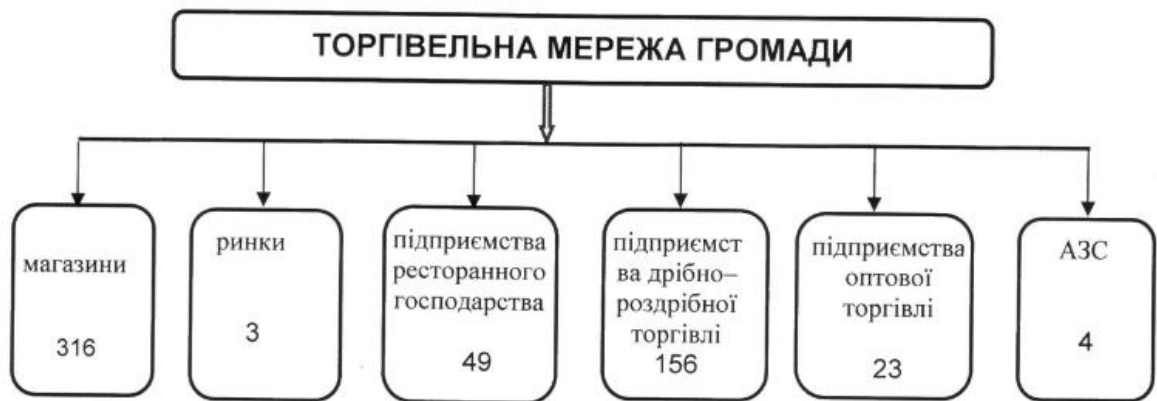 ТОРГІВЕЛЬНА МЕРЕЖА ГРОМАДИ
магазини
316
ринки
3
підприємства
ресторанного
господарства
49
підприємст
ва дрібно–
роздрібної
торгівлі
156
підприємства
оптової
торгівлі
23
АЗС
4